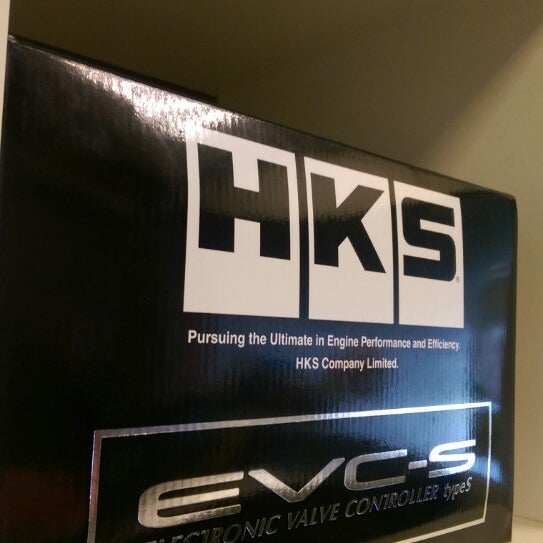 HKS®
Pursuing the Ultimate in Engine Performance and Efficiency.
HKS Company Limited.
EVC-S
ELECTRONIC VALVE CONTROLLER typeS